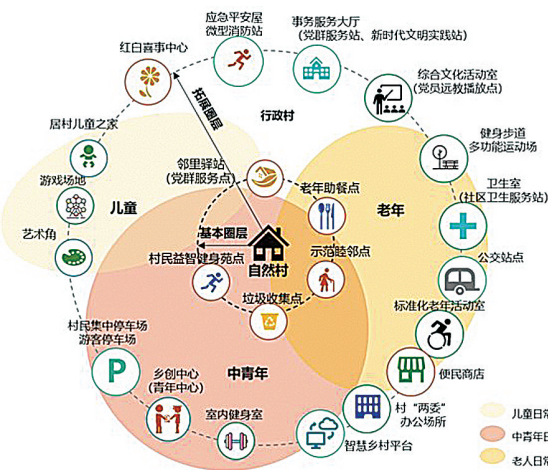 应急平安屋
微型消防站
事务服务大厅
(党群服务站、新时代文明实践站)
红白喜事中心
综合文化活动室
(党员远教播放点)
拓展圈层
行政村
居村儿童之家
健身步道
多功能运动场
邻里驿站
(党群服务点)
老年助餐点
游戏场地
儿童
老年
卫生室
(社区卫生服务站)
艺术角
基本圈层
村民益智健身苑点
自然村
示范睦邻点
公交站点
垃圾收集点
标准化老年活动室
村民集中停车场
游客停车场
P
中青年
乡创中心
(青年中心)
便民商店
室内健身室
村“两委”
办公场所
智慧乡村平台
儿童日常
中青年日
老人日常